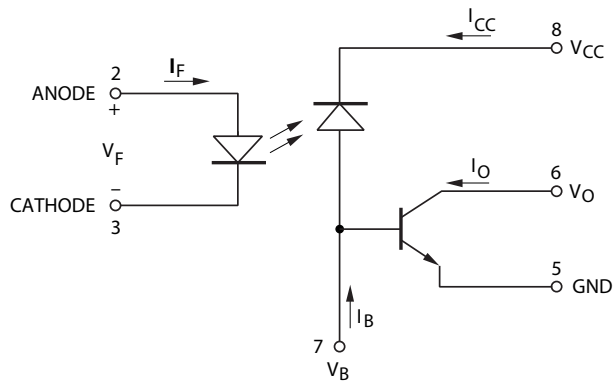 I_CC
8
V_CC
2
I_F
ANODE
+
V_F
−
CATHODE
3
I_O
6
V_O
5
GND
I_B
7
V_B